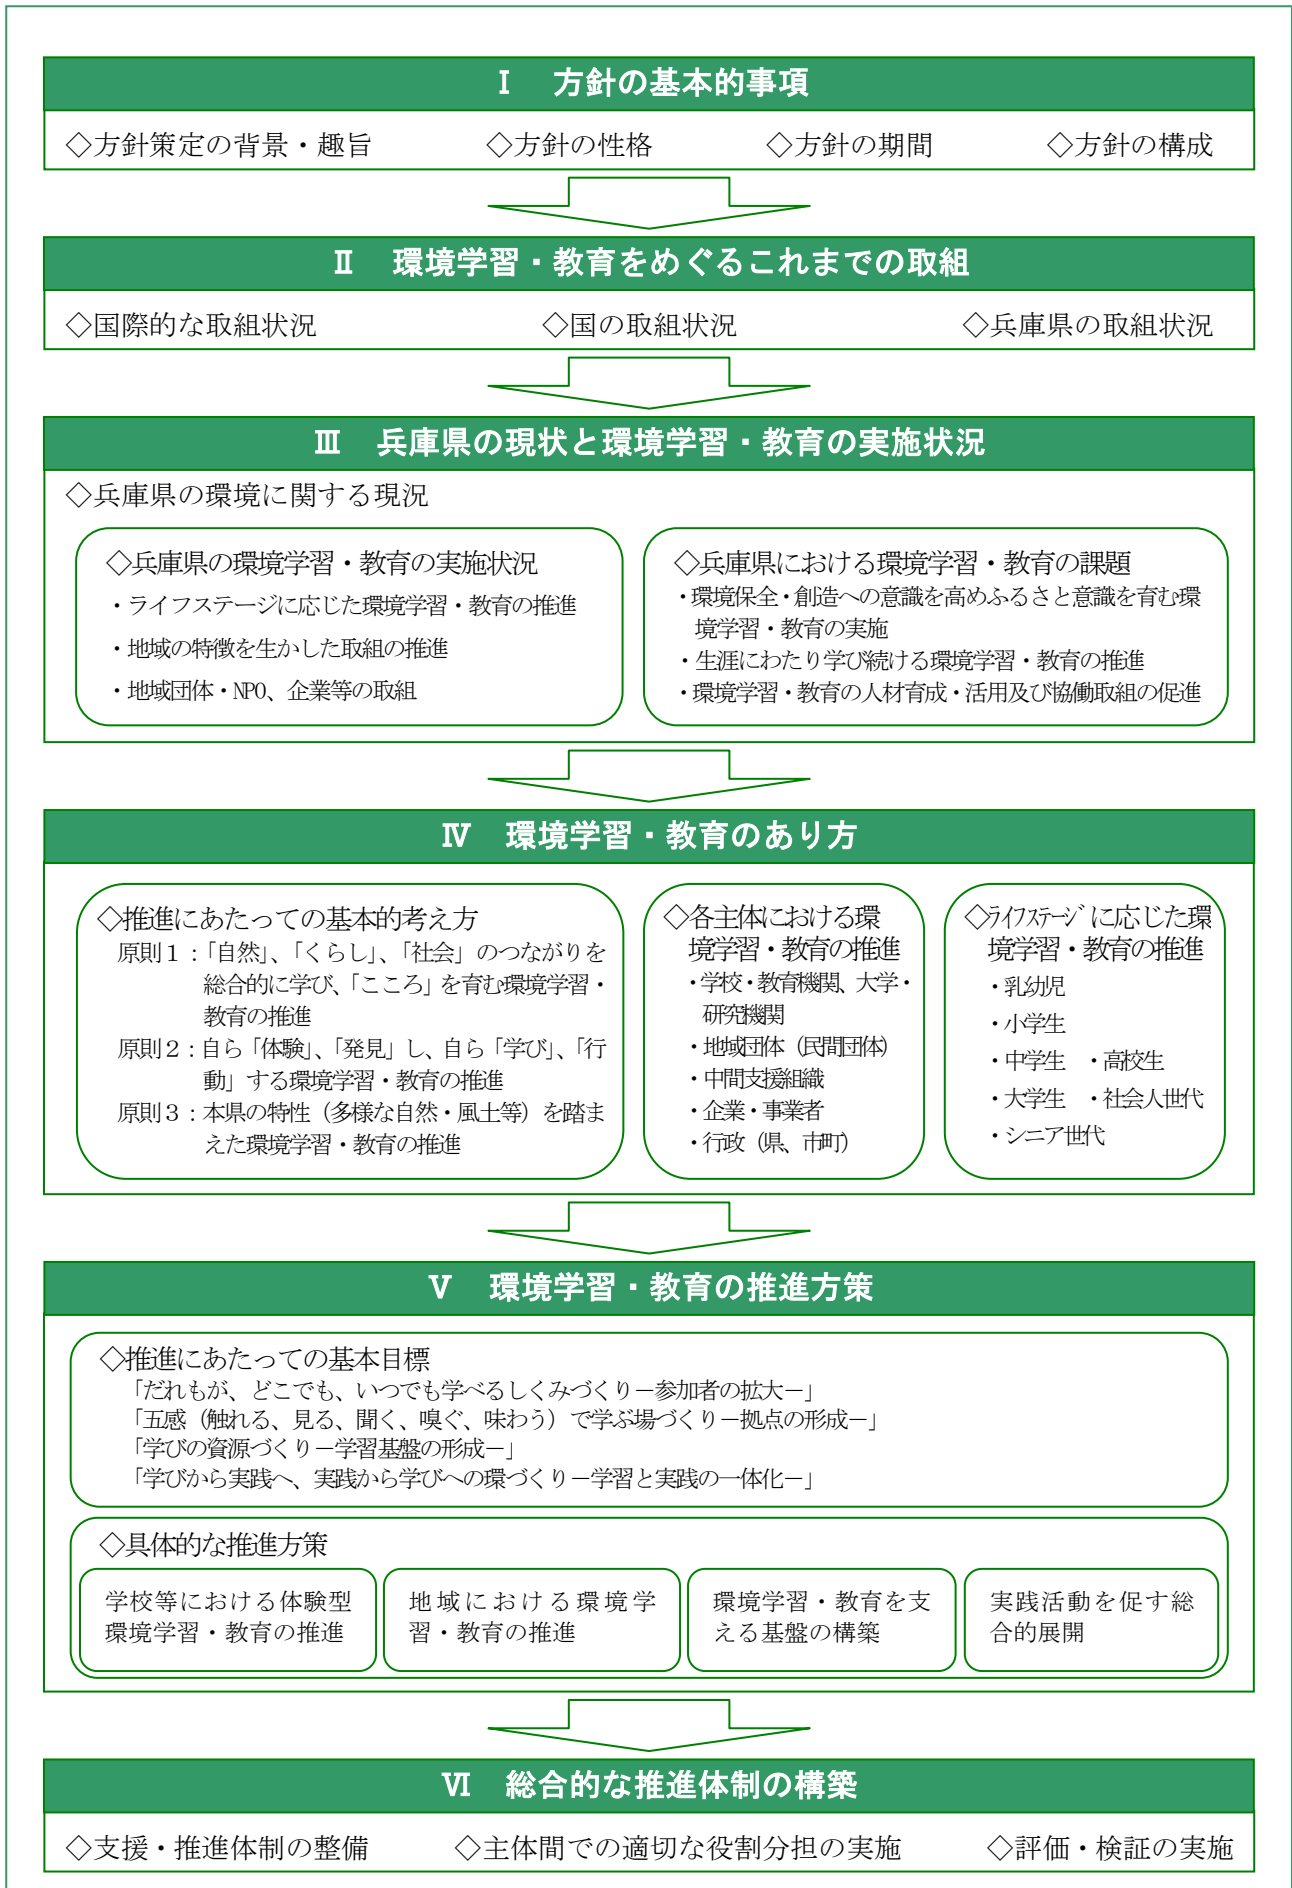 Ⅰ　方針の基本的事項
◇方針策定の背景・趣旨　◇方針の性格　◇方針の期間　◇方針の構成
Ⅱ　環境学習・教育をめぐるこれまでの取組
◇国際的な取組状況　◇国の取組状況　◇兵庫県の取組状況
Ⅲ　兵庫県の現状と環境学習・教育の実施状況
◇兵庫県の環境に関する現況
◇兵庫県の環境学習・教育の実施状況
・ライフステージに応じた環境学習・教育の推進
・地域の特徴を生かした取組の推進
・地域団体・NPO、企業等の取組
◇兵庫県における環境学習・教育の課題
・環境保全・創造への意識を高めふるさと意識を育む環
境学習・教育の実施
・生涯にわたり学び続ける環境学習・教育の推進
・環境学習・教育の人材育成・活用及び協働取組の促進
Ⅳ　環境学習・教育のあり方
◇推進にあたっての基本的考え方
原則１：「自然」、「くらし」、「社会」のつながりを
総合的に学び、「こころ」を育む環境学習・
教育の推進
原則２：自ら「体験」、「発見」し、自ら「学び」、「行
動」する環境学習・教育の推進
原則３：本県の特性（多様な自然・風土等）を踏ま
えた環境学習・教育の推進
◇各主体における環
境学習・教育の推進
・学校・教育機関、大学・
研究機関
・地域団体（民間団体）
・中間支援組織
・企業・事業者
・行政（県、市町）
◇ﾗｲﾌｽﾃｰｼﾞに応じた環
境学習・教育の推進
・乳幼児
・小学生
・中学生　・高校生
・大学生　・社会人世代
・シニア世代
Ⅴ　環境学習・教育の推進方策
◇推進にあたっての基本目標
「だれもが、どこでも、いつでも学べるしくみづくり－参加者の拡大－」
「五感（触れる、見る、聞く、嗅ぐ、味わう）で学ぶ場づくり－拠点の形成－」
「学びの資源づくり－学習基盤の形成－」
「学びから実践へ、実践から学びへの環づくり－学習と実践の一体化－」
◇具体的な推進方策
学校等における体験型
環境学習・教育の推進
地域における環境学
習・教育の推進
環境学習・教育を支
える基盤の構築
実践活動を促す総
合的展開
Ⅵ　総合的な推進体制の構築
◇支援・推進体制の整備　◇主体間での適切な役割分担の実施　◇評価・検証の実施